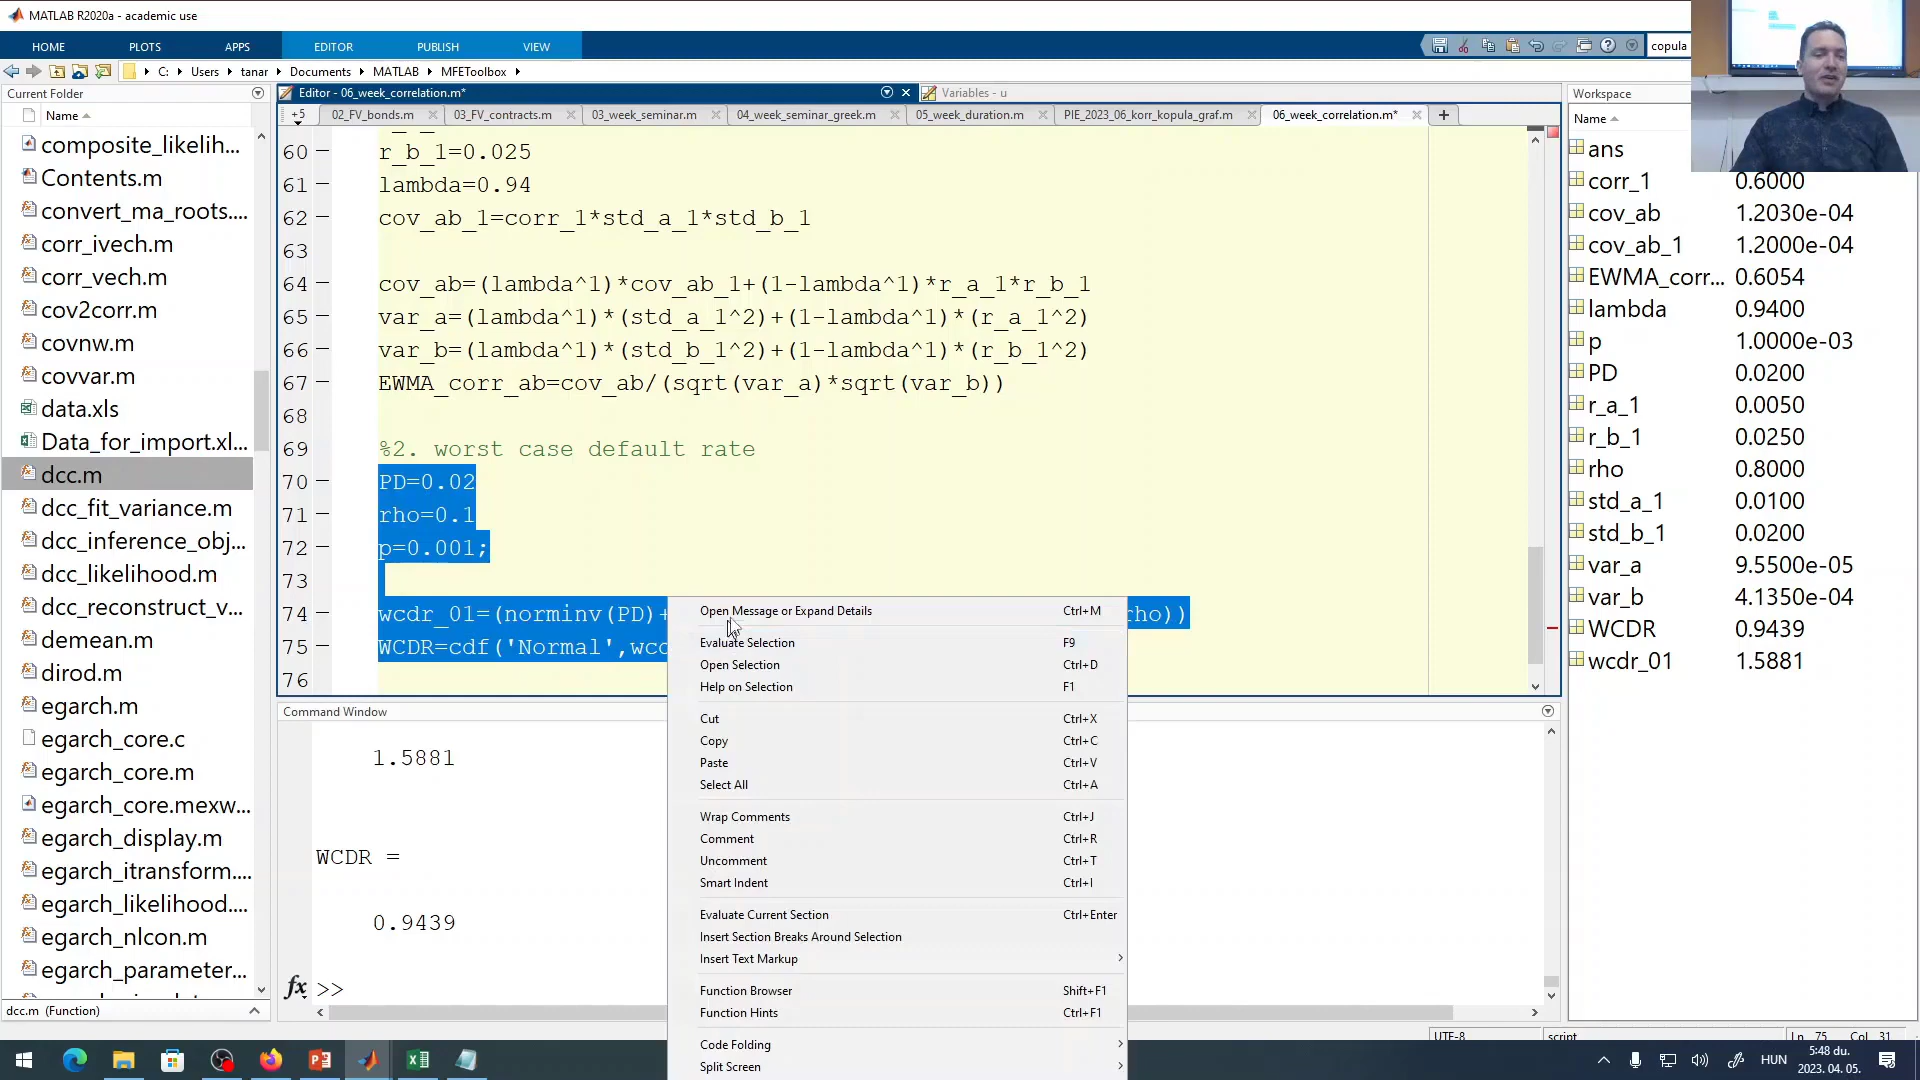 MATLAB R2020a - academic use
HOME PLOTS APPS EDITOR PUBLISH VIEW
copula
C: Users tanar Documents MATLAB MFEToolbox
Current Folder
Name
composite_likelih...
Contents.m
convert_ma_roots....
corr_ivech.m
corr_vech.m
cov2corr.m
covnw.m
covvar.m
data.xls
Data_for_import.xl...
dcc.m
dcc_fit_variance.m
dcc_inference_obj...
dcc_likelihood.m
dcc_reconstruct_v...
demean.m
dirod.m
egarch.m
egarch_core.c
egarch_core.m
egarch_core.mexw...
egarch_display.m
egarch_itransform....
egarch_likelihood....
egarch_nlcon.m
egarch_parameter...
dcc.m (Function)
Editor - 06_week_correlation.m*
Variables - u
+5 02_FV_bonds.m 03_FV_contracts.m 03_week_seminar.m 04_week_seminar_greek.m 05_week_duration.m PIE_2023_06_korr_kopula_graf.m 06_week_correlation.m*
60 r_b_1=0.025
61 lambda=0.94
62 cov_ab_1=corr_1*std_a_1*std_b_1
63
64 cov_ab=(lambda^1)*cov_ab_1+(1-lambda^1)*r_a_1*r_b_1
65 var_a=(lambda^1)*(std_a_1^2)+(1-lambda^1)*(r_a_1^2)
66 var_b=(lambda^1)*(std_b_1^2)+(1-lambda^1)*(r_b_1^2)
67 EWMA_corr_ab=cov_ab/(sqrt(var_a)*sqrt(var_b))
68
69 %2. worst case default rate
70 PD=0.02
71 rho=0.1
72 p=0.001;
73
74 wcdr_01=(norminv(PD)+ rho))
75 WCDR=cdf('Normal',wcd
76
Open Message or Expand Details Ctrl+M
Evaluate Selection F9
Open Selection Ctrl+D
Help on Selection F1
Cut Ctrl+X
Copy Ctrl+C
Paste Ctrl+V
Select All Ctrl+A
Wrap Comments Ctrl+J
Comment Ctrl+R
Uncomment Ctrl+T
Smart Indent Ctrl+I
Evaluate Current Section Ctrl+Enter
Insert Section Breaks Around Selection
Insert Text Markup
Function Browser Shift+F1
Function Hints Ctrl+F1
Code Folding
Split Screen
Command Window
1.5881
WCDR =
0.9439
fx >>
Workspace
Name
ans
corr_1 0.6000
cov_ab 1.2030e-04
cov_ab_1 1.2000e-04
EWMA_corr... 0.6054
lambda 0.9400
p 1.0000e-03
PD 0.0200
r_a_1 0.0050
r_b_1 0.0250
rho 0.8000
std_a_1 0.0100
std_b_1 0.0200
var_a 9.5500e-05
var_b 4.1350e-04
WCDR 0.9439
wcdr_01 1.5881
UTF-8 script Ln 75 Col 31
HUN
5:48 du.
2023. 04. 05.